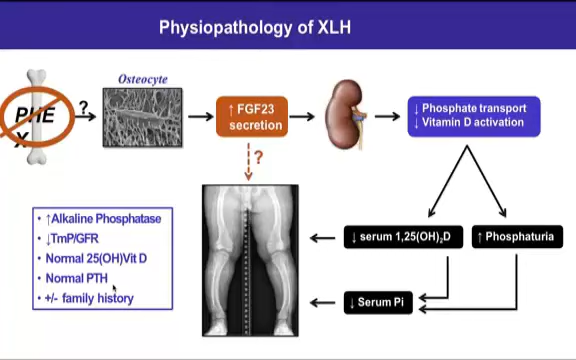 Physiopathology of XLH
Osteocyte
PHE
X
?
↑ FGF23
secretion
↓ Phosphate transport
↓ Vitamin D activation
?
• ↑Alkaline Phosphatase
• ↓TmP/GFR
• Normal 25(OH)Vit D
• Normal PTH
• +/- family history
↓ serum 1,25(OH)₂D
↑ Phosphaturia
↓ Serum Pi